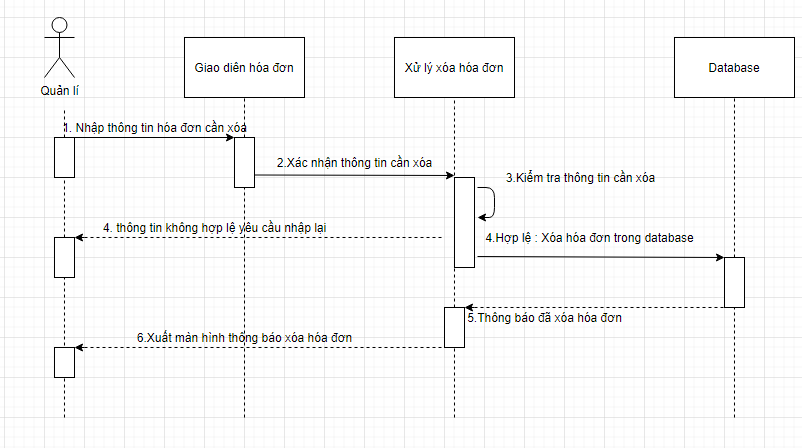 Quản lí
Giao diên hóa đơn
Xử lý xóa hóa đơn
Database
1. Nhập thông tin hóa đơn cần xóa
2.Xác nhận thông tin cần xóa
3.Kiểm tra thông tin cần xóa
4. thông tin không hợp lệ yêu cầu nhập lại
4.Hợp lệ : Xóa hóa đơn trong database
5.Thông báo đã xóa hóa đơn
6.Xuất màn hình thống báo xóa hóa đơn